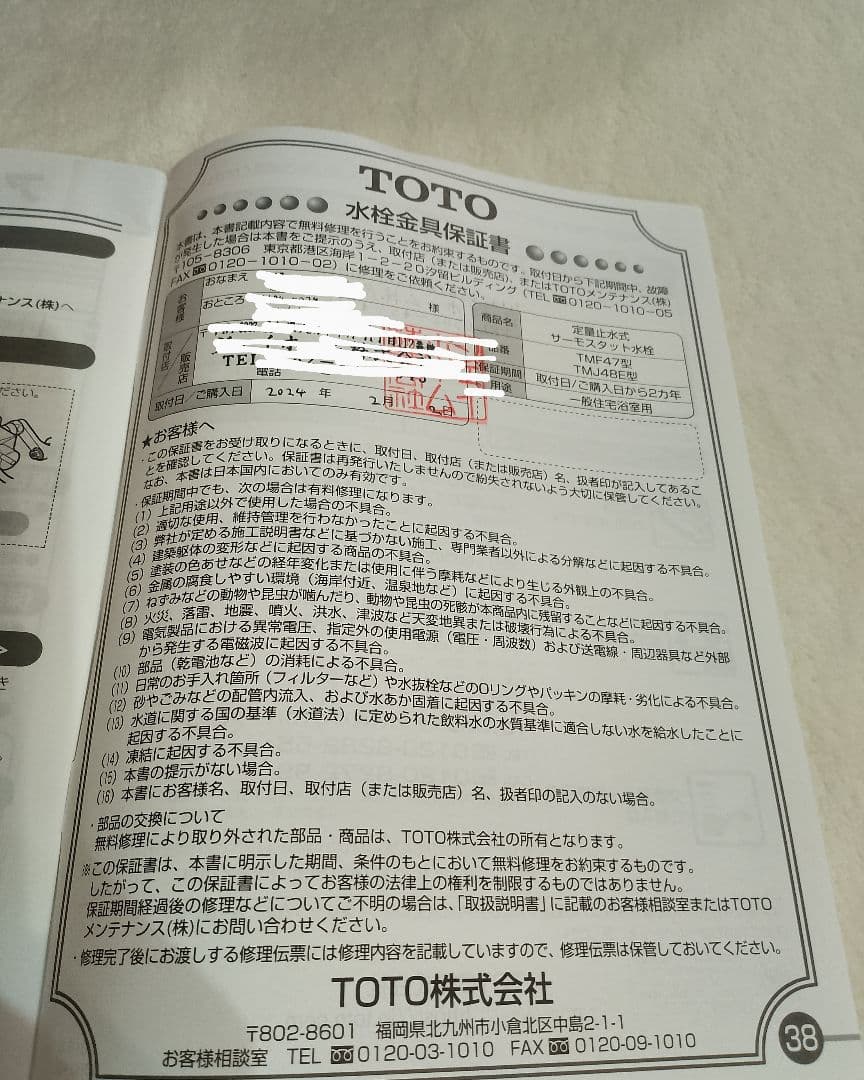 TOTO
水栓金具保証書
本書は、本書記載内容で無料修理を行うことをお約束するものです。取付日から下記期間中、故障
が発生した場合は本書をご提示のうえ、取付店(または販売店)、またはTOTOメンテナンス(株)
〒105-8306 東京都港区海岸1-2-20汐留ビルディング(TEL 0120-1010-05
FAX 0120-1010-02)に修理をご依頼ください。
お客様
おなまえ
様
おところ
取付店/販売店
〒
TEL
電話
取付日/ご購入日 2024年 2月 2日
商品名 定量止水式
サーモスタット水栓
品番 TMF47型
TMJ48E型
保証期間 取付日/ご購入日から2カ年
用途 一般住宅浴室用
★お客様へ
・この保証書をお受け取りになるときに、取付日、取付店(または販売店)名、扱者印が記入してあるこ
とを確認してください。保証書は再発行いたしませんので紛失されないよう大切に保管してください。
なお、本書は日本国内においてのみ有効です。
・保証期間中でも、次の場合は有料修理になります。
(1) 上記用途以外で使用した場合の不具合。
(2) 適切な使用、維持管理を行わなかったことに起因する不具合。
(3) 弊社が定める施工説明書などに基づかない施工、専門業者以外による分解などに起因する不具合。
(4) 建築躯体の変形などに起因する商品の不具合。
(5) 塗装の色あせなどの経年変化または使用に伴う摩耗などにより生じる外観上の不具合。
(6) 金属の腐食しやすい環境(海岸付近、温泉地など)に起因する不具合。
(7) ねずみなどの動物や昆虫が噛んだり、動物や昆虫の死骸が本商品内に残留することなどに起因する不具合。
(8) 火災、落雷、地震、噴火、洪水、津波など天変地異または破壊行為による不具合。
(9) 電気製品における異常電圧、指定外の使用電源(電圧・周波数)および送電線・周辺器具など外部
から発生する電磁波に起因する不具合。
(10) 部品(乾電池など)の消耗による不具合。
(11) 日常のお手入れ箇所(フィルターなど)や水抜栓などのOリングやパッキンの摩耗・劣化による不具合。
(12) 砂やごみなどの配管内流入、および水あか固着に起因する不具合。
(13) 水道に関する国の基準(水道法)に定められた飲料水の水質基準に適合しない水を給水したことに
起因する不具合。
(14) 凍結に起因する不具合。
(15) 本書の提示がない場合。
(16) 本書にお客様名、取付日、取付店(または販売店)名、扱者印の記入のない場合。
・部品の交換について
無料修理により取り外された部品・商品は、TOTO株式会社の所有となります。
※この保証書は、本書に明示した期間、条件のもとにおいて無料修理をお約束するものです。
したがって、この保証書によってお客様の法律上の権利を制限するものではありません。
保証期間経過後の修理などについてご不明の場合は、「取扱説明書」に記載のお客様相談室またはTOTO
メンテナンス(株)にお問い合わせください。
・修理完了後にお渡しする修理伝票には修理内容を記載していますので、修理伝票は保管しておいてください。
TOTO株式会社
〒802-8601 福岡県北九州市小倉北区中島2-1-1
お客様相談室 TEL 0120-03-1010 FAX 0120-09-1010
38
ナンス(株)へ
ださい。